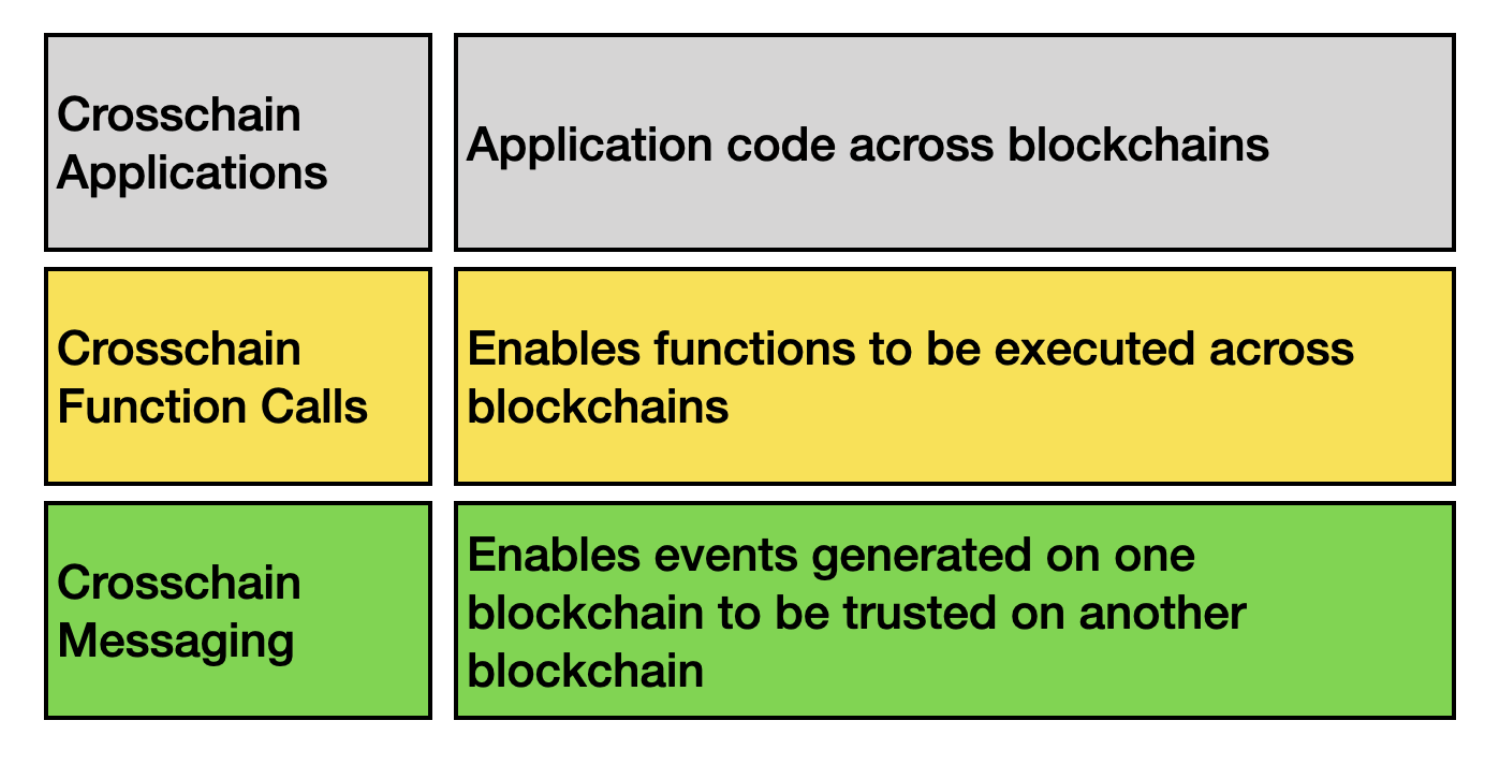 Crosschain
Applications
Application code across blockchains
Crosschain
Function Calls
Enables functions to be executed across
blockchains
Crosschain
Messaging
Enables events generated on one
blockchain to be trusted on another
blockchain